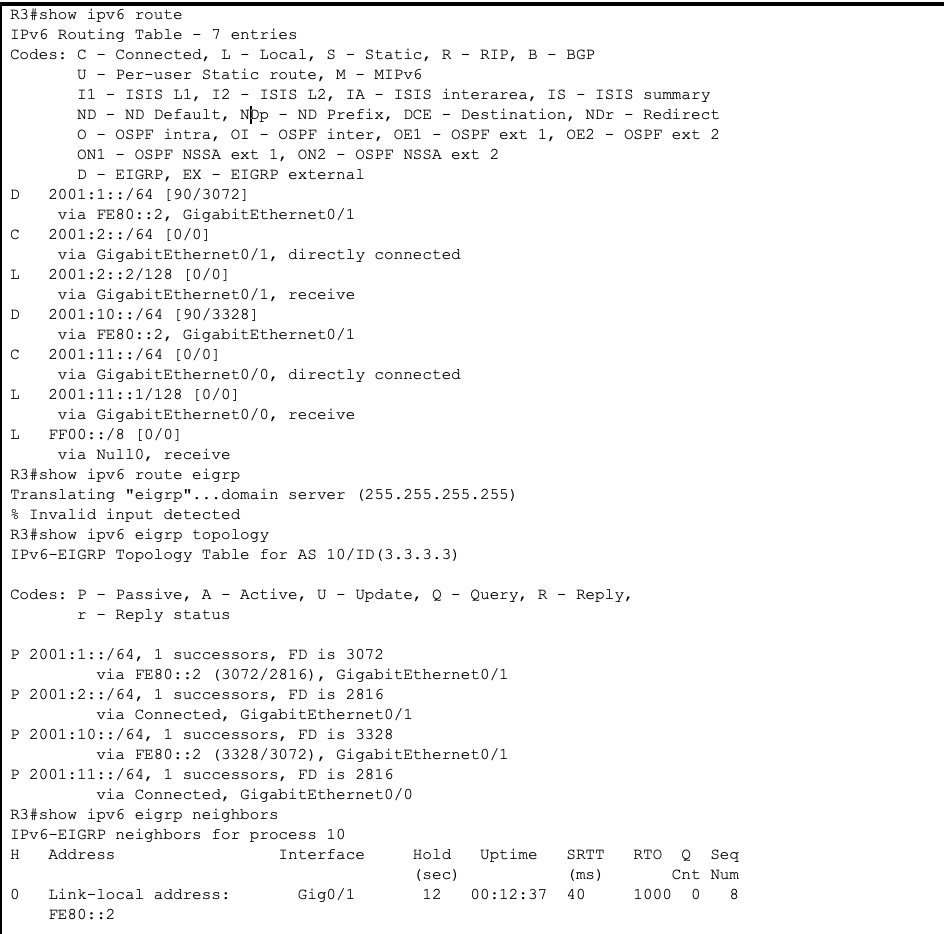 R3#show ipv6 route
IPv6 Routing Table - 7 entries
Codes: C - Connected, L - Local, S - Static, R - RIP, B - BGP
       U - Per-user Static route, M - MIPv6
       I1 - ISIS L1, I2 - ISIS L2, IA - ISIS interarea, IS - ISIS summary
       ND - ND Default, NDp - ND Prefix, DCE - Destination, NDr - Redirect
       O - OSPF intra, OI - OSPF inter, OE1 - OSPF ext 1, OE2 - OSPF ext 2
       ON1 - OSPF NSSA ext 1, ON2 - OSPF NSSA ext 2
       D - EIGRP, EX - EIGRP external
D   2001:1::/64 [90/3072]
     via FE80::2, GigabitEthernet0/1
C   2001:2::/64 [0/0]
     via GigabitEthernet0/1, directly connected
L   2001:2::2/128 [0/0]
     via GigabitEthernet0/1, receive
D   2001:10::/64 [90/3328]
     via FE80::2, GigabitEthernet0/1
C   2001:11::/64 [0/0]
     via GigabitEthernet0/0, directly connected
L   2001:11::1/128 [0/0]
     via GigabitEthernet0/0, receive
L   FF00::/8 [0/0]
     via Null0, receive
R3#show ipv6 route eigrp
Translating "eigrp"...domain server (255.255.255.255)
% Invalid input detected
R3#show ipv6 eigrp topology
IPv6-EIGRP Topology Table for AS 10/ID(3.3.3.3)

Codes: P - Passive, A - Active, U - Update, Q - Query, R - Reply,
       r - Reply status

P 2001:1::/64, 1 successors, FD is 3072
         via FE80::2 (3072/2816), GigabitEthernet0/1
P 2001:2::/64, 1 successors, FD is 2816
         via Connected, GigabitEthernet0/1
P 2001:10::/64, 1 successors, FD is 3328
         via FE80::2 (3328/3072), GigabitEthernet0/1
P 2001:11::/64, 1 successors, FD is 2816
         via Connected, GigabitEthernet0/0
R3#show ipv6 eigrp neighbors
IPv6-EIGRP neighbors for process 10
H   Address                 Interface     Hold   Uptime   SRTT   RTO  Q  Seq
                                          (sec)           (ms)       Cnt Num
0   Link-local address:       Gig0/1       12   00:12:37  40     1000  0   8
    FE80::2